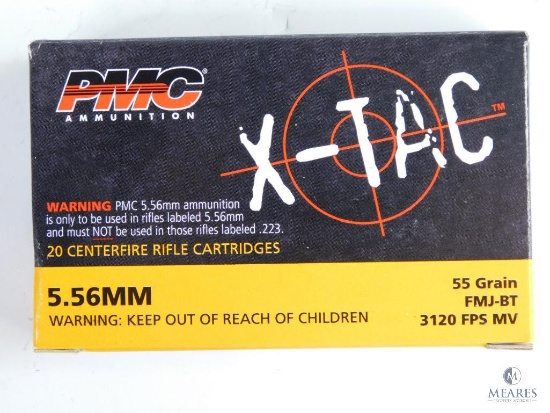 PMC®
AMMUNITION
X-TAC™
WARNING PMC 5.56mm ammunition
is only to be used in rifles labeled 5.56mm
and must NOT be used in those rifles labeled .223.
20 CENTERFIRE RIFLE CARTRIDGES
5.56MM
WARNING: KEEP OUT OF REACH OF CHILDREN
55 Grain
FMJ-BT
3120 FPS MV
MEARES